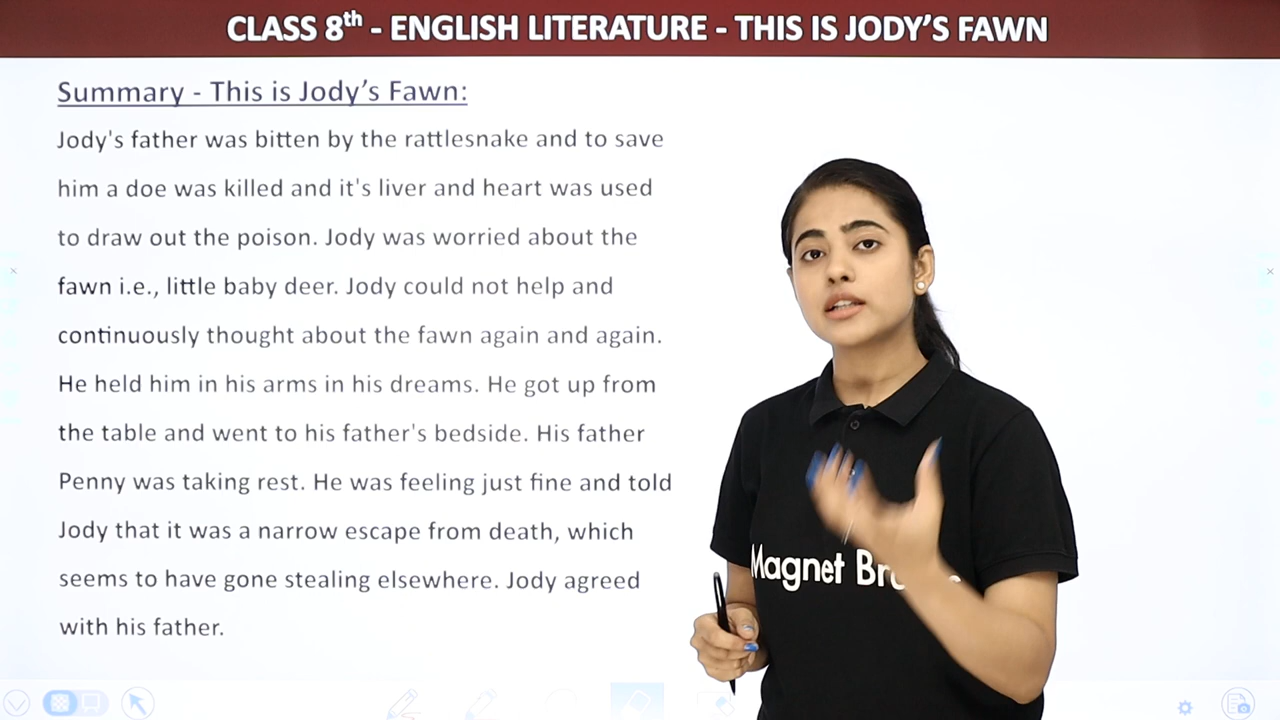 CLASS 8th - ENGLISH LITERATURE - THIS IS JODY'S FAWN
Summary - This is Jody's Fawn:
Jody's father was bitten by the rattlesnake and to save
him a doe was killed and it's liver and heart was used
to draw out the poison. Jody was worried about the
fawn i.e., little baby deer. Jody could not help and
continuously thought about the fawn again and again.
He held him in his arms in his dreams. He got up from
the table and went to his father's bedside. His father
Penny was taking rest. He was feeling just fine and told
Jody that it was a narrow escape from death, which
seems to have gone stealing elsewhere. Jody agreed
with his father.
Magnet